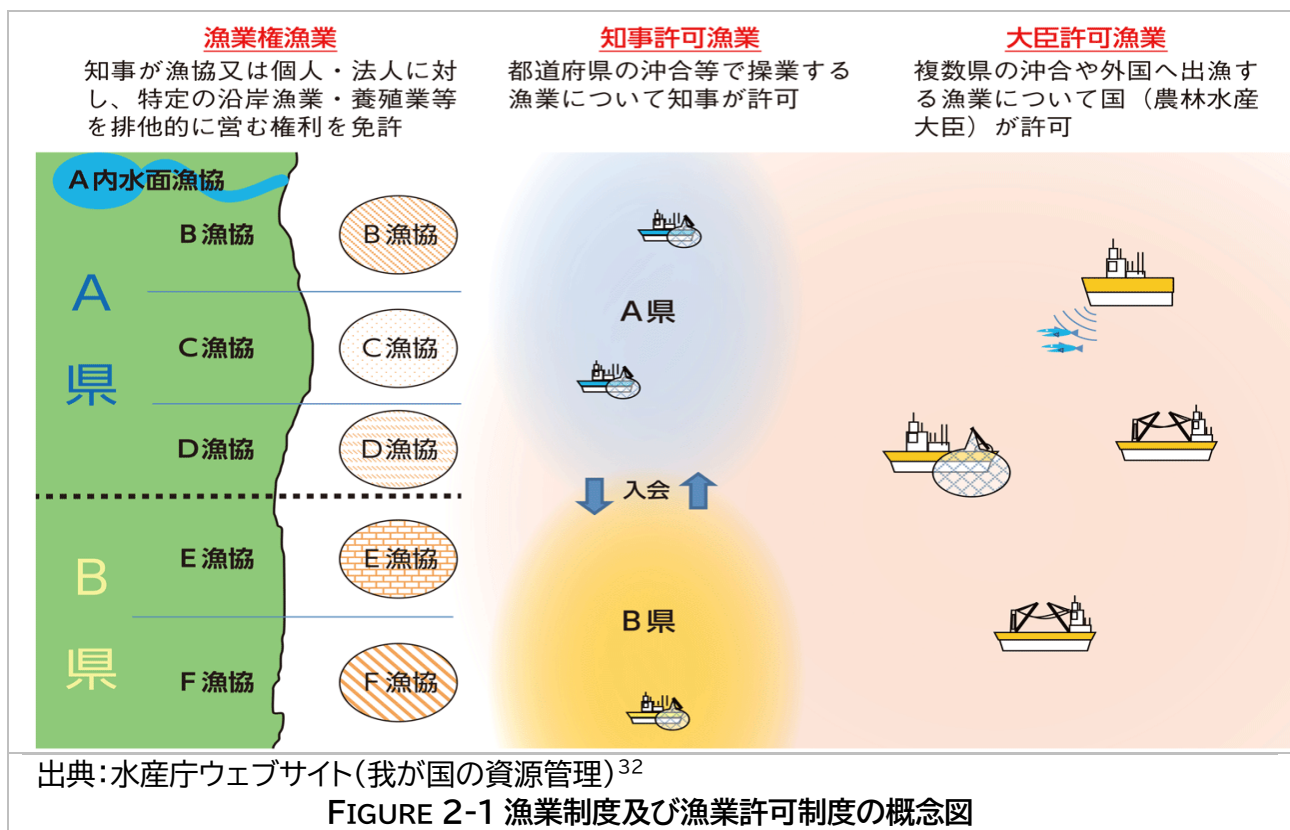 漁業権漁業
知事が漁協又は個人・法人に対
し、特定の沿岸漁業・養殖業等
を排他的に営む権利を免許
知事許可漁業
都道府県の沖合等で操業する
漁業について知事が許可
大臣許可漁業
複数県の沖合や外国へ出漁す
る漁業について国（農林水産
大臣）が許可
A内水面漁協
B漁協
B漁協
A
県
C漁協
C漁協
D漁協
D漁協
A県
入会
B
県
E漁協
E漁協
F漁協
F漁協
B県
出典：水産庁ウェブサイト（我が国の資源管理）32
FIGURE 2-1 漁業制度及び漁業許可制度の概念図